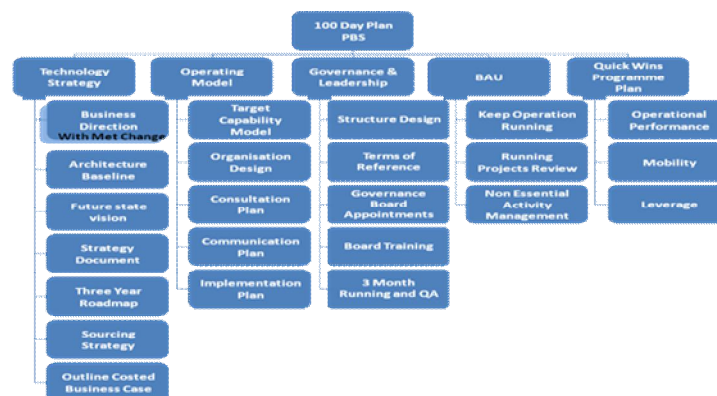 100 Day Plan
PBS
Technology
Strategy
Operating
Model
Governance &
Leadership
BAU
Quick Wins
Programme
Plan
Business
Direction
With Met Change
Architecture
Baseline
Future state
vision
Strategy
Document
Three Year
Roadmap
Sourcing
Strategy
Outline Costed
Business Case
Target
Capability
Model
Organisation
Design
Consultation
Plan
Communication
Plan
Implementation
Plan
Structure Design
Terms of
Reference
Governance
Board
Appointments
Board Training
3 Month
Running and QA
Keep Operation
Running
Running
Projects Review
Non Essential
Activity
Management
Operational
Performance
Mobility
Leverage